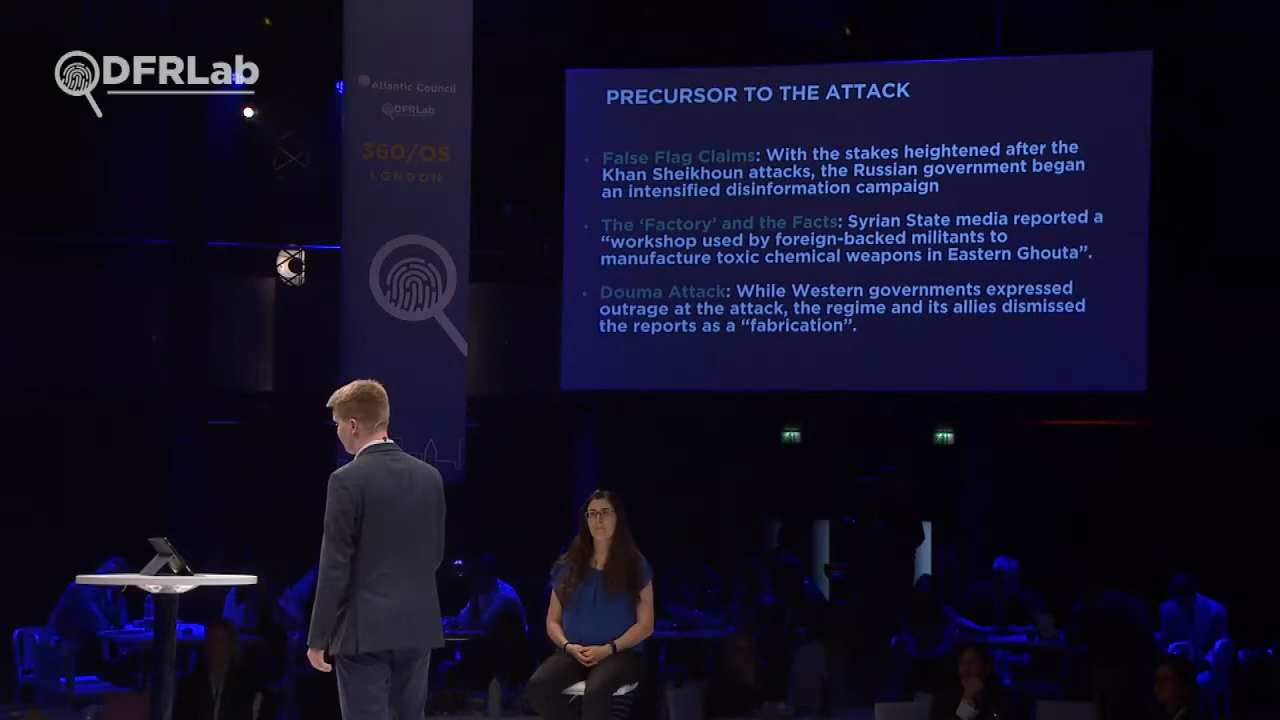 DFRLab
Atlantic Council
DFRLab
360/OS
LONDON
PRECURSOR TO THE ATTACK
• False Flag Claims: With the stakes heightened after the
Khan Sheikhoun attacks, the Russian government began
an intensified disinformation campaign
• The ‘Factory’ and the Facts: Syrian State media reported a
“workshop used by foreign-backed militants to
manufacture toxic chemical weapons in Eastern Ghouta”.
• Douma Attack: While Western governments expressed
outrage at the attack, the regime and its allies dismissed
the reports as a “fabrication”.